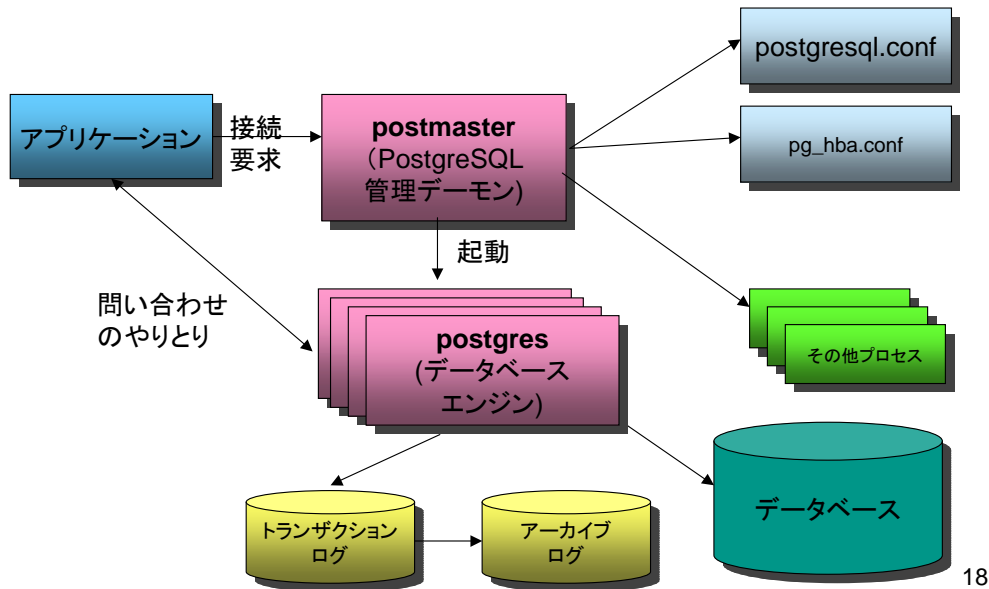 postgresql.conf
アプリケーション
接続
要求
postmaster
(PostgreSQL
管理デーモン)
pg_hba.conf
起動
問い合わせ
のやりとり
postgres
(データベース
エンジン)
その他プロセス
トランザクション
ログ
アーカイブ
ログ
データベース
18